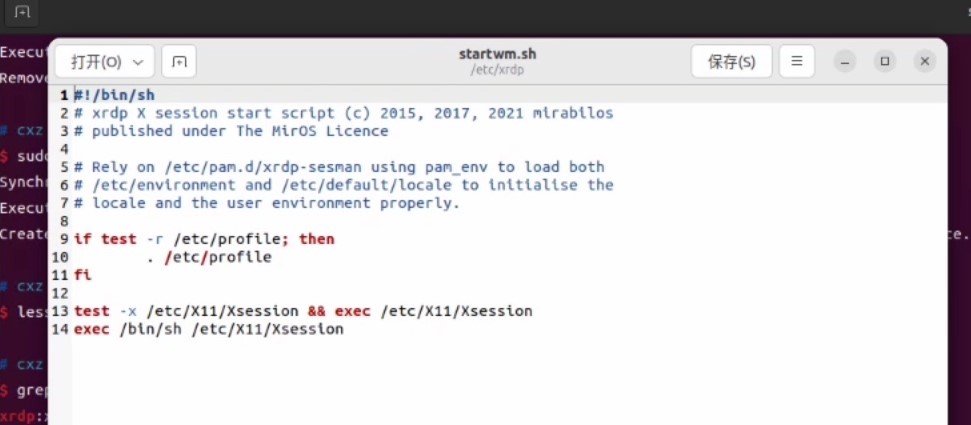 Execu
Remove
# cxz
$ sudo
Synchr
Execut
Create
# cxz
$ less
# cxz
$ grep
xrdp:x
打开(O)
startwm.sh
/etc/xrdp
保存(S)
1 #!/bin/sh
2 # xrdp X session start script (c) 2015, 2017, 2021 mirabilos
3 # published under The MirOS Licence
4
5 # Rely on /etc/pam.d/xrdp-sesman using pam_env to load both
6 # /etc/environment and /etc/default/locale to initialise the
7 # locale and the user environment properly.
8
9 if test -r /etc/profile; then
10         . /etc/profile
11 fi
12
13 test -x /etc/X11/Xsession && exec /etc/X11/Xsession
14 exec /bin/sh /etc/X11/Xsession
ce.